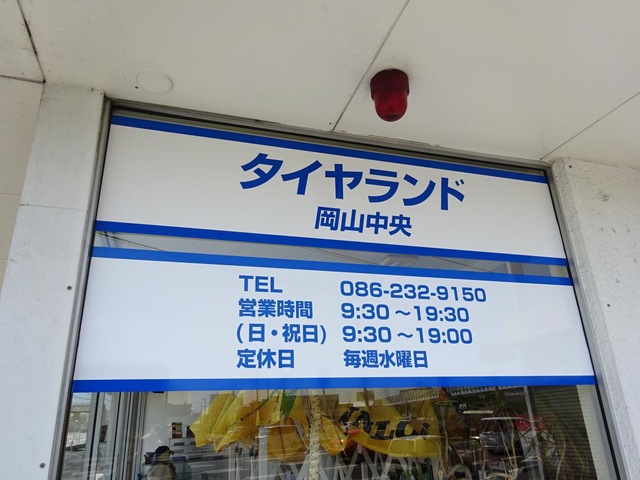 タイヤランド
岡山中央
TEL 086-232-9150
営業時間 9:30～19:30
(日・祝日) 9:30～19:00
定休日 毎週水曜日